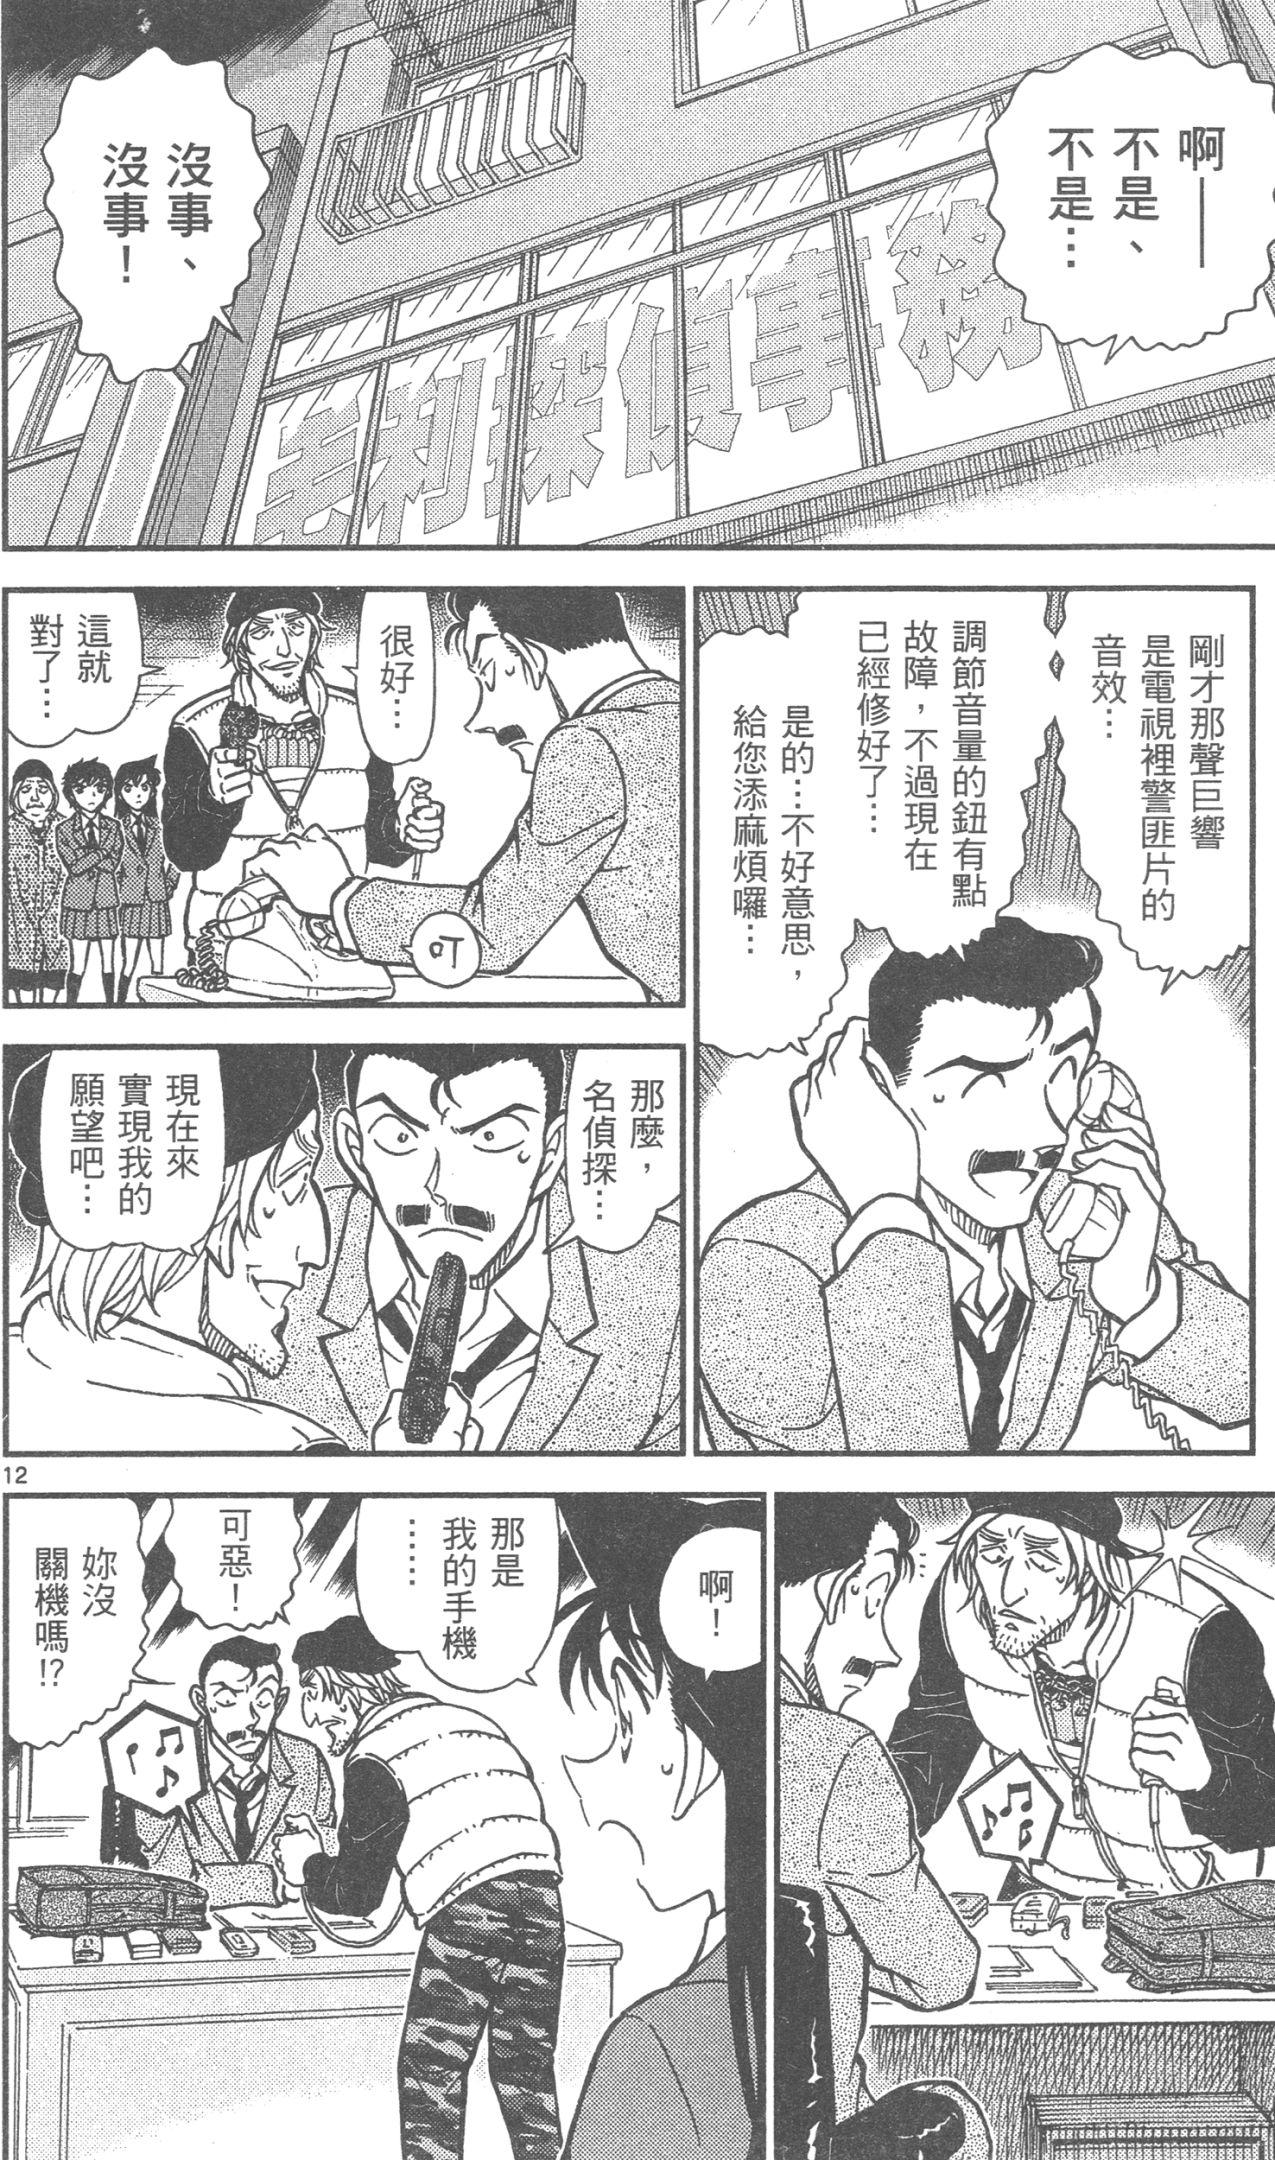 啊——
不是、
不是…
沒事、
沒事！
毛利探偵事務
剛才那聲巨響
是電視裡警匪片的
音效…
調節音量的鈕有點
故障，不過現在
已經修好了…
是的…不好意思，
給您添麻煩囉…
很好…
這就
對了…
叮
那麼，
名偵探…
現在來
實現我的
願望吧…
12
啊！
那是
我的手機
……
可惡！
妳沒
關機嗎!?